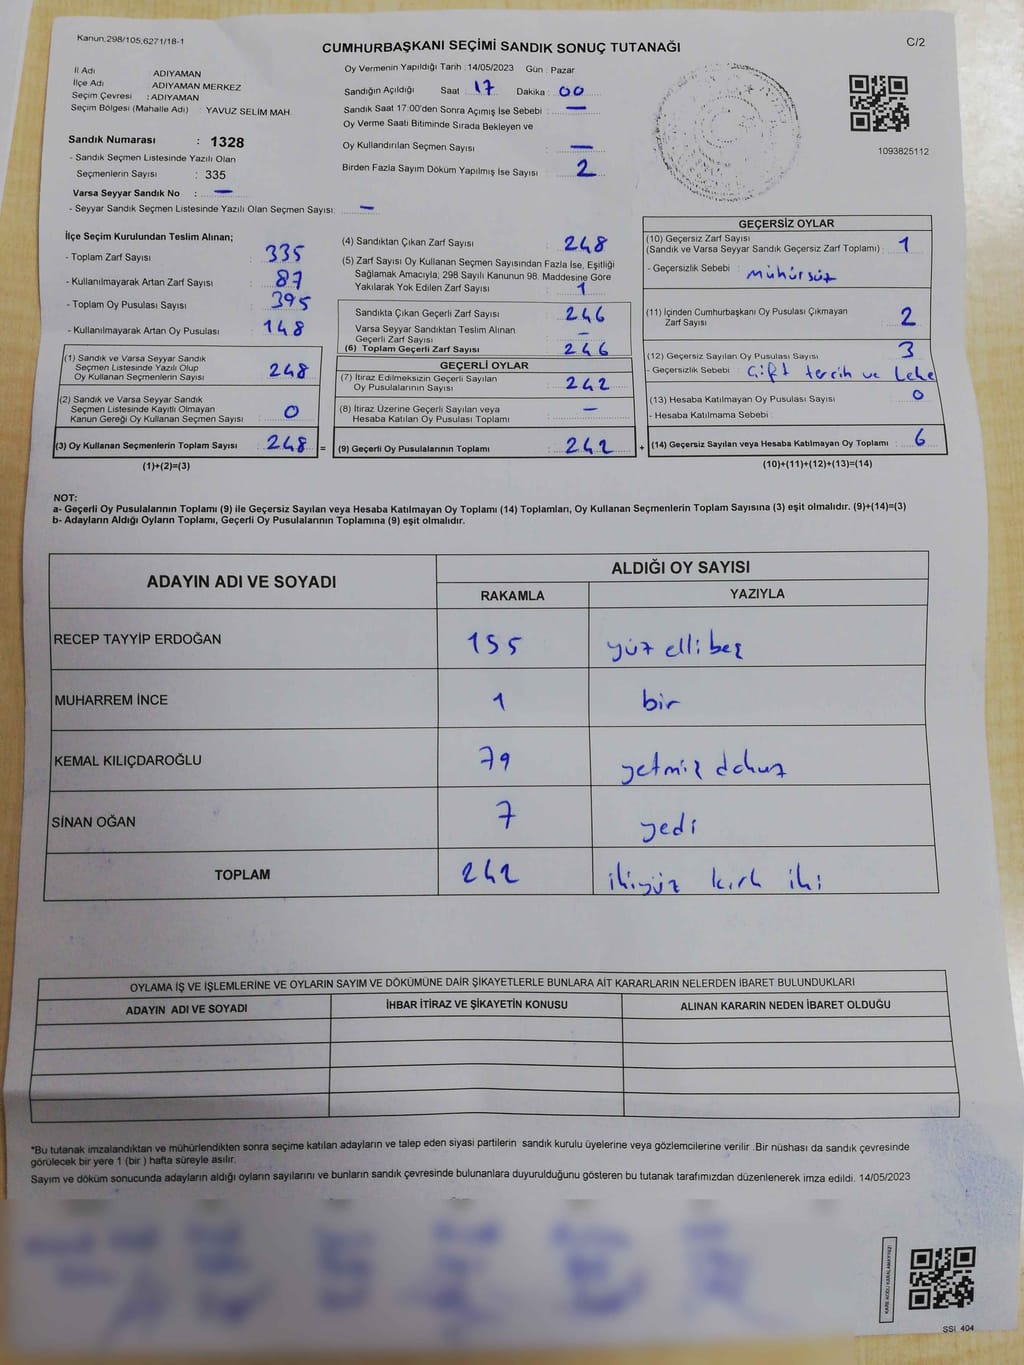 Kanun.298/105,6271/18-1
C/2
CUMHURBAŞKANI SEÇİMİ SANDIK SONUÇ TUTANAĞI
İl Adı ADIYAMAN
İlçe Adı ADIYAMAN MERKEZ
Seçim Çevresi : ADIYAMAN
Seçim Bölgesi (Mahalle Adı) : YAVUZ SELİM MAH.
Sandık Numarası : 1328
- Sandık Seçmen Listesinde Yazılı Olan
Seçmenlerin Sayısı : 335
Varsa Seyyar Sandık No : —
- Seyyar Sandık Seçmen Listesinde Yazılı Olan Seçmen Sayısı: —
Oy Vermenin Yapıldığı Tarih : 14/05/2023 Gün : Pazar
Sandığın Açıldığı Saat 17 Dakika : 00
Sandık Saat 17:00'den Sonra Açımış İse Sebebi : —
Oy Verme Saati Bitiminde Sırada Bekleyen ve
Oy Kullandırılan Seçmen Sayısı : —
Birden Fazla Sayım Döküm Yapılmış İse Sayısı : 2
1093825112
İlçe Seçim Kurulundan Teslim Alınan;
- Toplam Zarf Sayısı : 335
- Kullanılmayarak Artan Zarf Sayısı : 87
- Toplam Oy Pusulası Sayısı : 395
- Kullanılmayarak Artan Oy Pusulası : 148
(1) Sandık ve Varsa Seyyar Sandık
Seçmen Listesinde Yazılı Olup
Oy Kullanan Seçmenlerin Sayısı : 248
(2) Sandık ve Varsa Seyyar Sandık
Seçmen Listesinde Kayıtlı Olmayan
Kanun Gereği Oy Kullanan Seçmen Sayısı : 0
(3) Oy Kullanan Seçmenlerin Toplam Sayısı : 248 =
(1)+(2)=(3)
(4) Sandıktan Çıkan Zarf Sayısı : 248
(5) Zarf Sayısı Oy Kullanan Seçmen Sayısından Fazla İse, Eşitliği
Sağlamak Amacıyla; 298 Sayılı Kanunun 98. Maddesine Göre
Yakılarak Yok Edilen Zarf Sayısı : 1
Sandıkta Çıkan Geçerli Zarf Sayısı : 246
Varsa Seyyar Sandıktan Teslim Alınan
Geçerli Zarf Sayısı : —
(6) Toplam Geçerli Zarf Sayısı : 246
GEÇERLİ OYLAR
(7) İtiraz Edilmeksizin Geçerli Sayılan
Oy Pusulalarının Sayısı : 242
(8) İtiraz Üzerine Geçerli Sayılan veya
Hesaba Katılan Oy Pusulası Toplamı : —
(9) Geçerli Oy Pusulalarının Toplamı : 242 +
GEÇERSİZ OYLAR
(10) Geçersiz Zarf Sayısı
(Sandık ve Varsa Seyyar Sandık Geçersiz Zarf Toplamı) : 1
- Geçersizlik Sebebi : mühürsüz
(11) İçinden Cumhurbaşkanı Oy Pusulası Çıkmayan
Zarf Sayısı : 2
(12) Geçersiz Sayılan Oy Pusulası Sayısı : 3
- Geçersizlik Sebebi : Çift tercih ve leke
(13) Hesaba Katılmayan Oy Pusulası Sayısı : 0
- Hesaba Katılmama Sebebi :
(14) Geçersiz Sayılan veya Hesaba Katılmayan Oy Toplamı : 6
(10)+(11)+(12)+(13)=(14)
NOT:
a- Geçerli Oy Pusulalarının Toplamı (9) ile Geçersiz Sayılan veya Hesaba Katılmayan Oy Toplamı (14) Toplamları, Oy Kullanan Seçmenlerin Toplam Sayısına (3) eşit olmalıdır. (9)+(14)=(3)
b- Adayların Aldığı Oyların Toplamı, Geçerli Oy Pusulalarının Toplamına (9) eşit olmalıdır.
ADAYIN ADI VE SOYADI ALDIĞI OY SAYISI
RAKAMLA YAZIYLA
RECEP TAYYİP ERDOĞAN 155 yüz elli beş
MUHARREM İNCE 1 bir
KEMAL KILIÇDAROĞLU 79 yetmiş dokuz
SİNAN OĞAN 7 yedi
TOPLAM 242 ikiyüz kırk iki
OYLAMA İŞ VE İŞLEMLERİNE VE OYLARIN SAYIM VE DÖKÜMÜNE DAİR ŞİKAYETLERLE BUNLARA AİT KARARLARIN NELERDEN İBARET BULUNDUKLARI
ADAYIN ADI VE SOYADI İHBAR İTİRAZ VE ŞİKAYETİN KONUSU ALINAN KARARIN NEDEN İBARET OLDUĞU
*Bu tutanak imzalandıktan ve mühürlendikten sonra seçime katılan adayların ve talep eden siyasi partilerin sandık kurulu üyelerine veya gözlemcilerine verilir .Bir nüshası da sandık çevresinde
görülecek bir yere 1 (bir ) hafta süreyle asılır.
Sayım ve döküm sonucunda adayların aldığı oyların sayılarını ve bunların sandık çevresinde bulunanlara duyurulduğunu gösteren bu tutanak tarafımızdan düzenlenerek imza edildi. 14/05/2023
KARE KODU KARALAMAYINIZ!
SSI 404